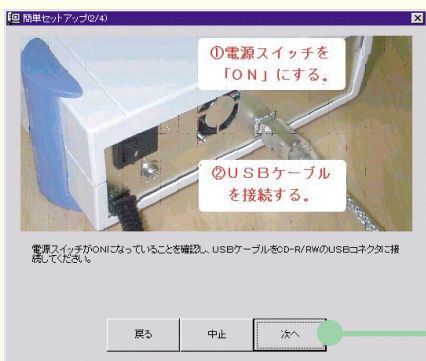 簡単セットアップ(2/4)
①電源スイッチを
「ON」にする。
②USBケーブル
を接続する。
電源スイッチがONになっていることを確認し、USBケーブルをCD-R/RWのUSBコネクタに接
続してください。
戻る
中止
次へ